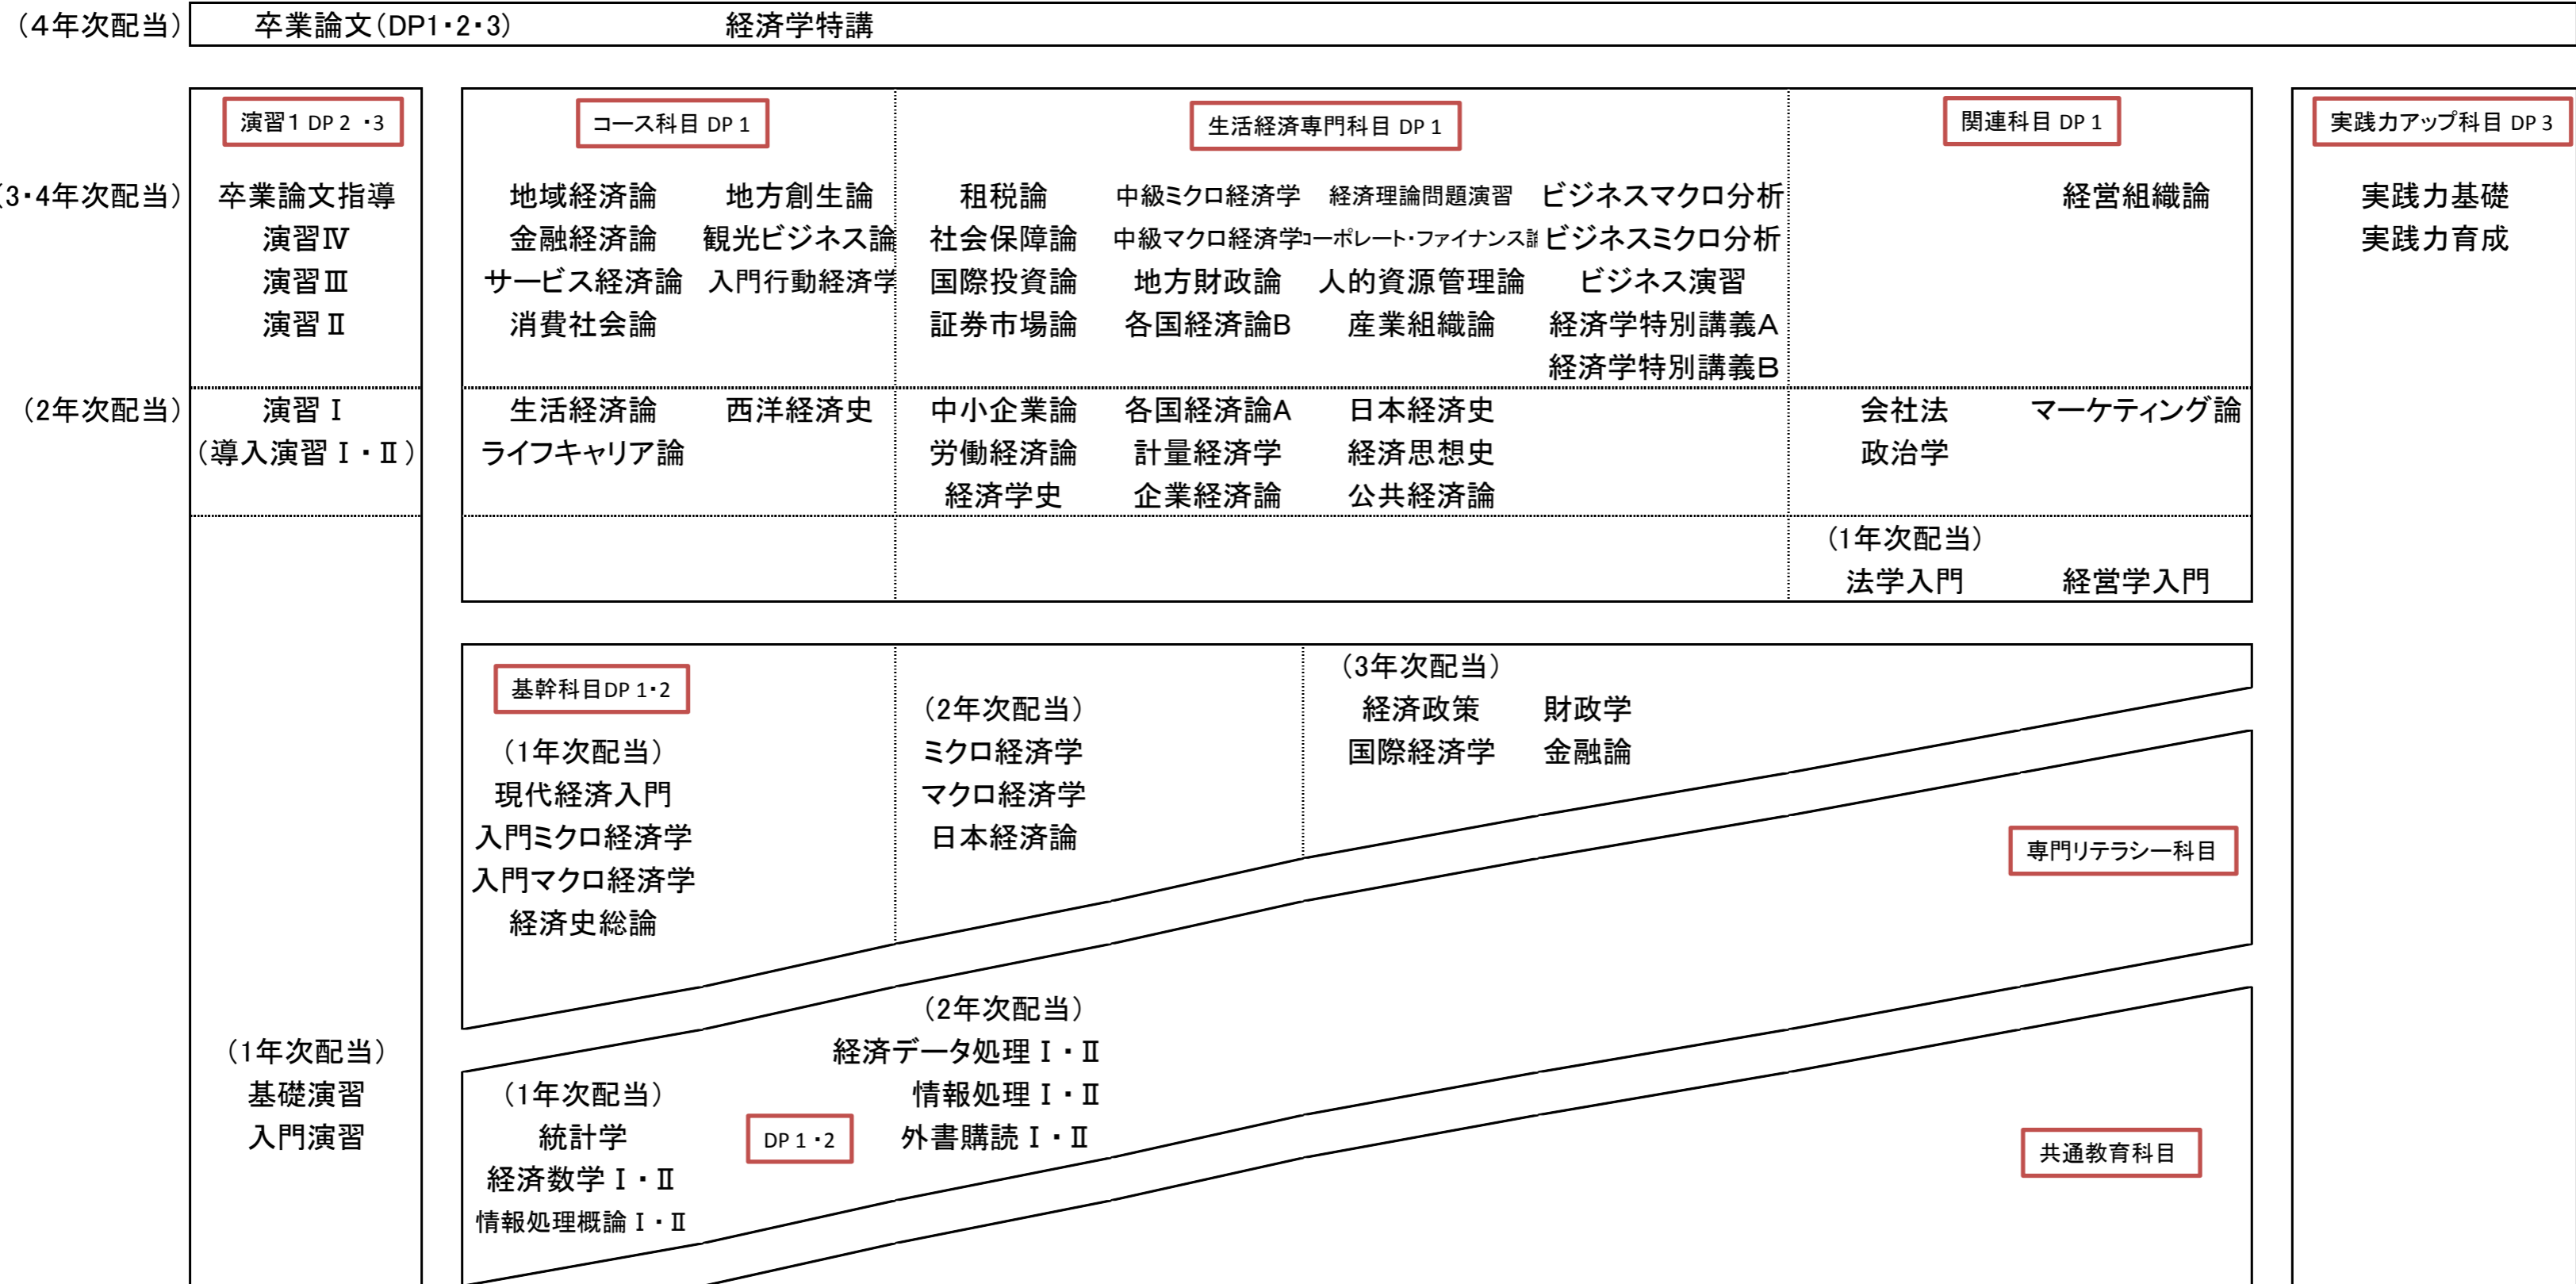 (4年次配当) 卒業論文(DP1・2・3) 経済学特講
演習1 DP 2 ・3 コース科目 DP 1 生活経済専門科目 DP 1 関連科目 DP 1 実践力アップ科目 DP 3
(3・4年次配当) 卒業論文指導 地域経済論 地方創生論 租税論 中級ミクロ経済学 経済理論問題演習 ビジネスマクロ分析 経営組織論 実践力基礎
演習Ⅳ 金融経済論 観光ビジネス論 社会保障論 中級マクロ経済学 コーポレート・ファイナンス論 ビジネスミクロ分析 実践力育成
演習Ⅲ サービス経済論 入門行動経済学 国際投資論 地方財政論 人的資源管理論 ビジネス演習
演習Ⅱ 消費社会論 証券市場論 各国経済論B 産業組織論 経済学特別講義A
経済学特別講義B
(2年次配当) 演習Ⅰ 生活経済論 西洋経済史 中小企業論 各国経済論A 日本経済史 会社法 マーケティング論
(導入演習Ⅰ・Ⅱ) ライフキャリア論 労働経済論 計量経済学 経済思想史 政治学
経済学史 企業経済論 公共経済論
(1年次配当)
法学入門 経営学入門
(3年次配当)
基幹科目DP 1・2 (2年次配当) 経済政策 財政学
(1年次配当) ミクロ経済学 国際経済学 金融論
現代経済入門 マクロ経済学
入門ミクロ経済学 日本経済論 専門リテラシー科目
入門マクロ経済学
経済史総論
(2年次配当)
(1年次配当) 経済データ処理Ⅰ・Ⅱ
基礎演習 (1年次配当) 情報処理Ⅰ・Ⅱ
入門演習 統計学 DP 1・2 外書購読Ⅰ・Ⅱ 共通教育科目
経済数学Ⅰ・Ⅱ
情報処理概論Ⅰ・Ⅱ